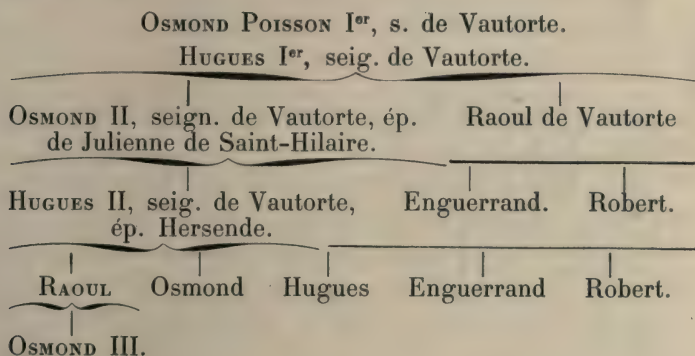 Osmond Poisson Iᵉʳ, s. de Vautorte.
Hugues Iᵉʳ, seig. de Vautorte.
Osmond II, seign. de Vautorte, ép. Raoul de Vautorte
de Julienne de Saint-Hilaire.
Hugues II, seig. de Vautorte, Enguerrand. Robert.
ép. Hersende.
Raoul Osmond Hugues Enguerrand Robert.
Osmond III.